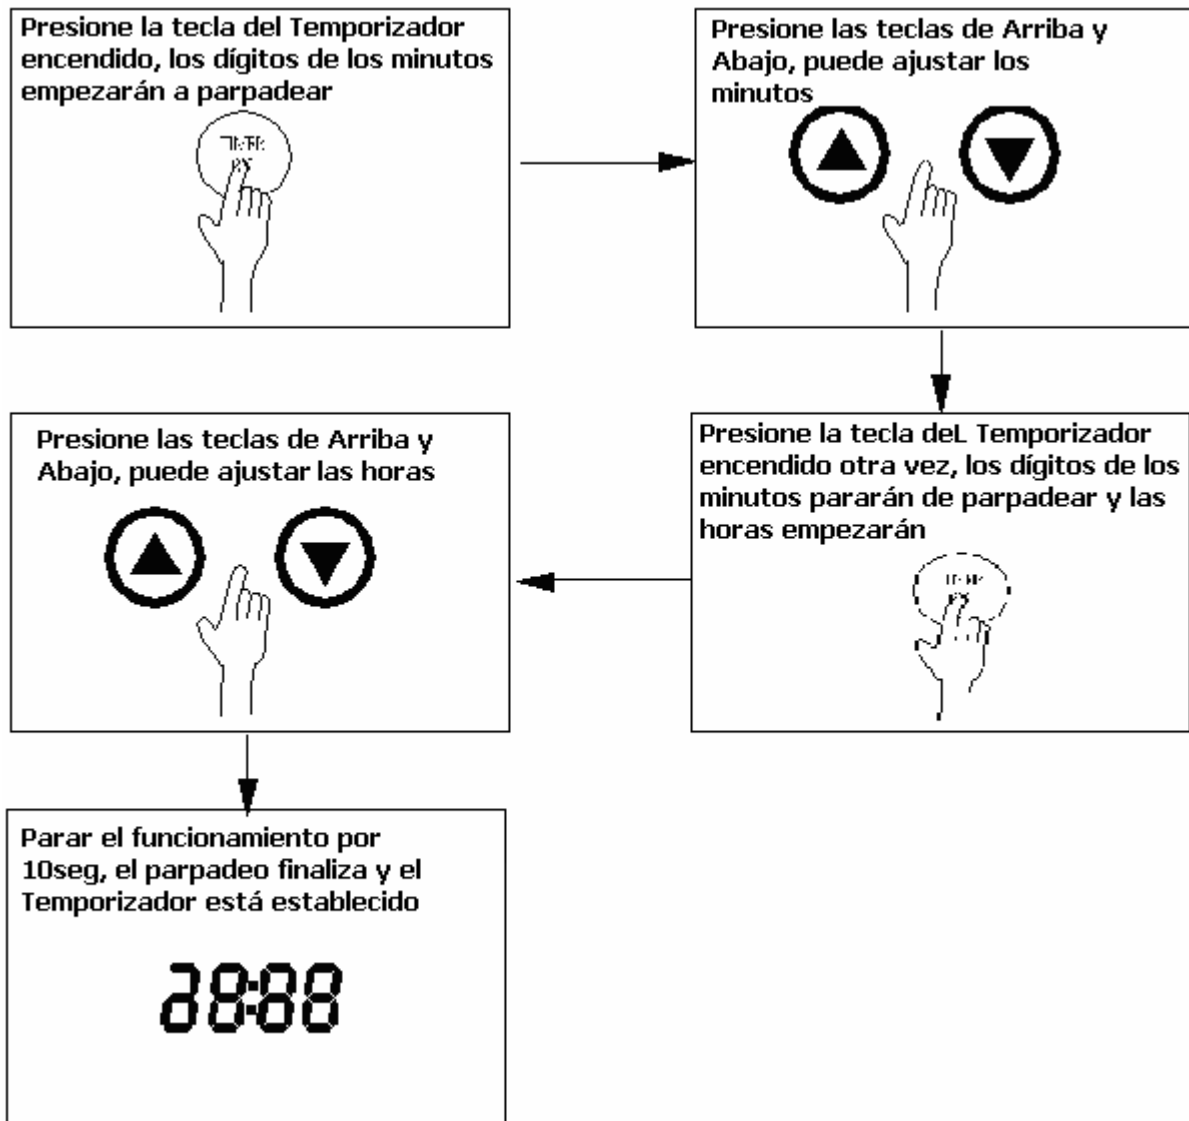 Presione la tecla del Temporizador
encendido, los dígitos de los minutos
empezarán a parpadear
Presione las teclas de Arriba y
Abajo, puede ajustar los
minutos
Presione la tecla deL Temporizador
encendido otra vez, los dígitos de los
minutos pararán de parpadear y las
horas empezarán
Presione las teclas de Arriba y
Abajo, puede ajustar las horas
Parar el funcionamiento por
10seg, el parpadeo finaliza y el
Temporizador está establecido